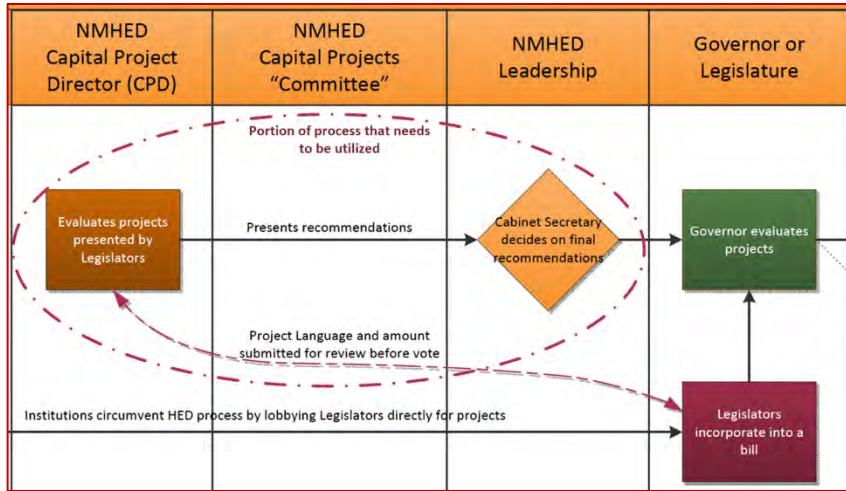 NMHED
Capital Project
Director (CPD)
NMHED
Capital Projects
“Committee”
NMHED
Leadership
Governor or
Legislature
Portion of process that needs
to be utilized
Evaluates projects
presented by
Legislators
Presents recommendations
Cabinet Secretary
decides on final
recommendations
Governor evaluates
projects
Project Language and amount
submitted for review before vote
Institutions circumvent HED process by lobbying Legislators directly for projects
Legislators
incorporate into a
bill